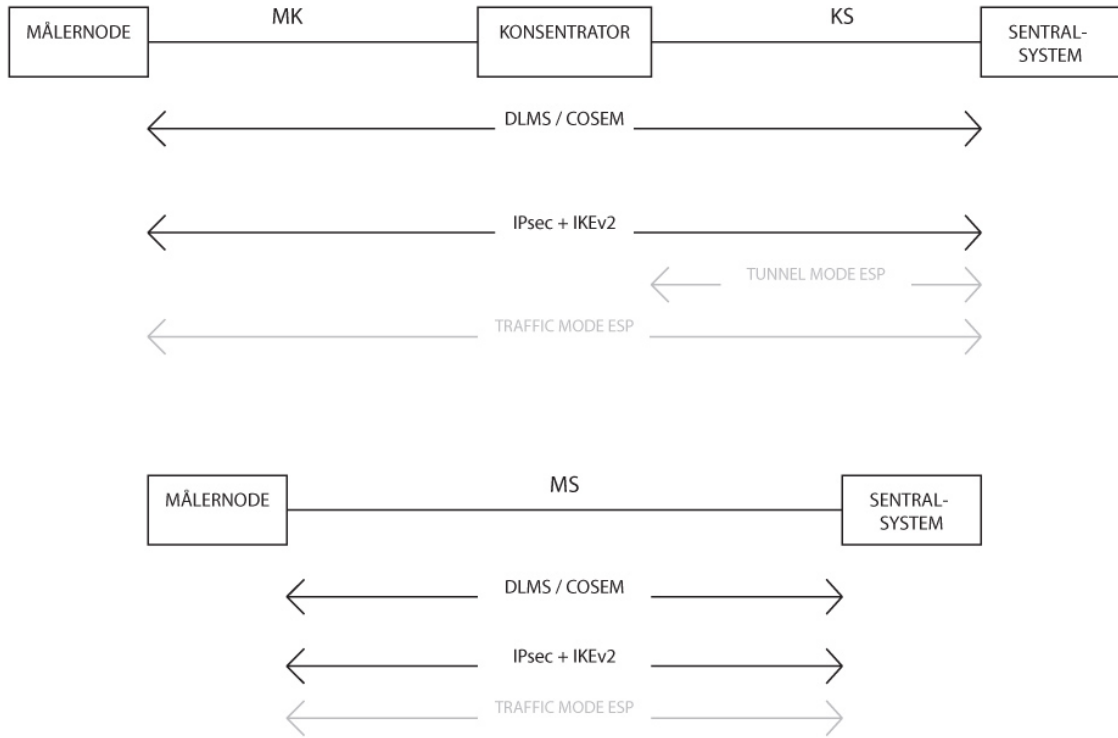 MK
KS
MÅLERNODE
KONSENTRATOR
SENTRAL-
SYSTEM
DLMS / COSEM
IPsec + IKEv2
TUNNEL MODE ESP
TRAFFIC MODE ESP
MS
MÅLERNODE
SENTRAL-
SYSTEM
DLMS / COSEM
IPsec + IKEv2
TRAFFIC MODE ESP